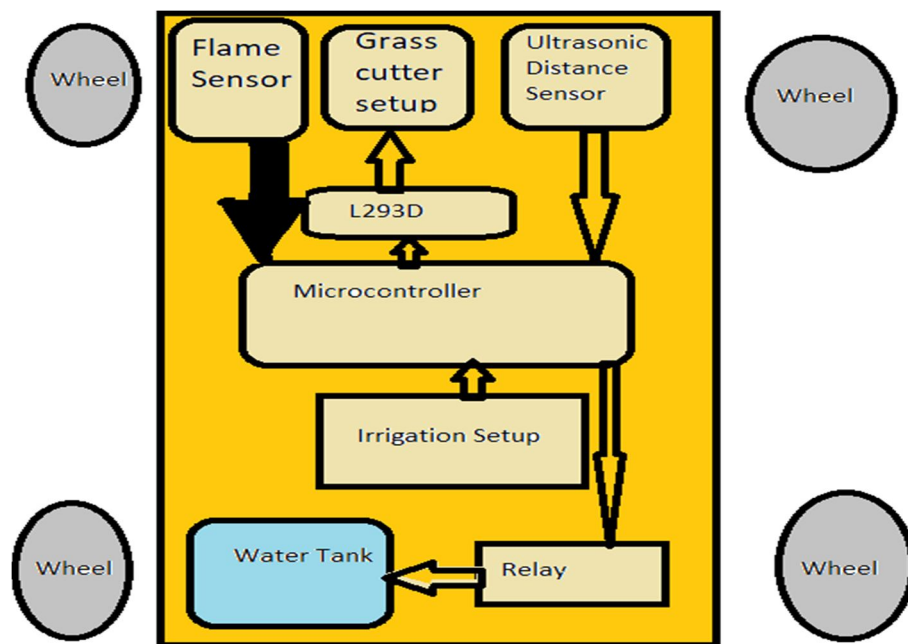 Flame
Sensor
Grass
cutter
setup
Ultrasonic
Distance
Sensor
Wheel
Wheel
L293D
Microcontroller
Irrigation Setup
Water Tank
Relay
Wheel
Wheel